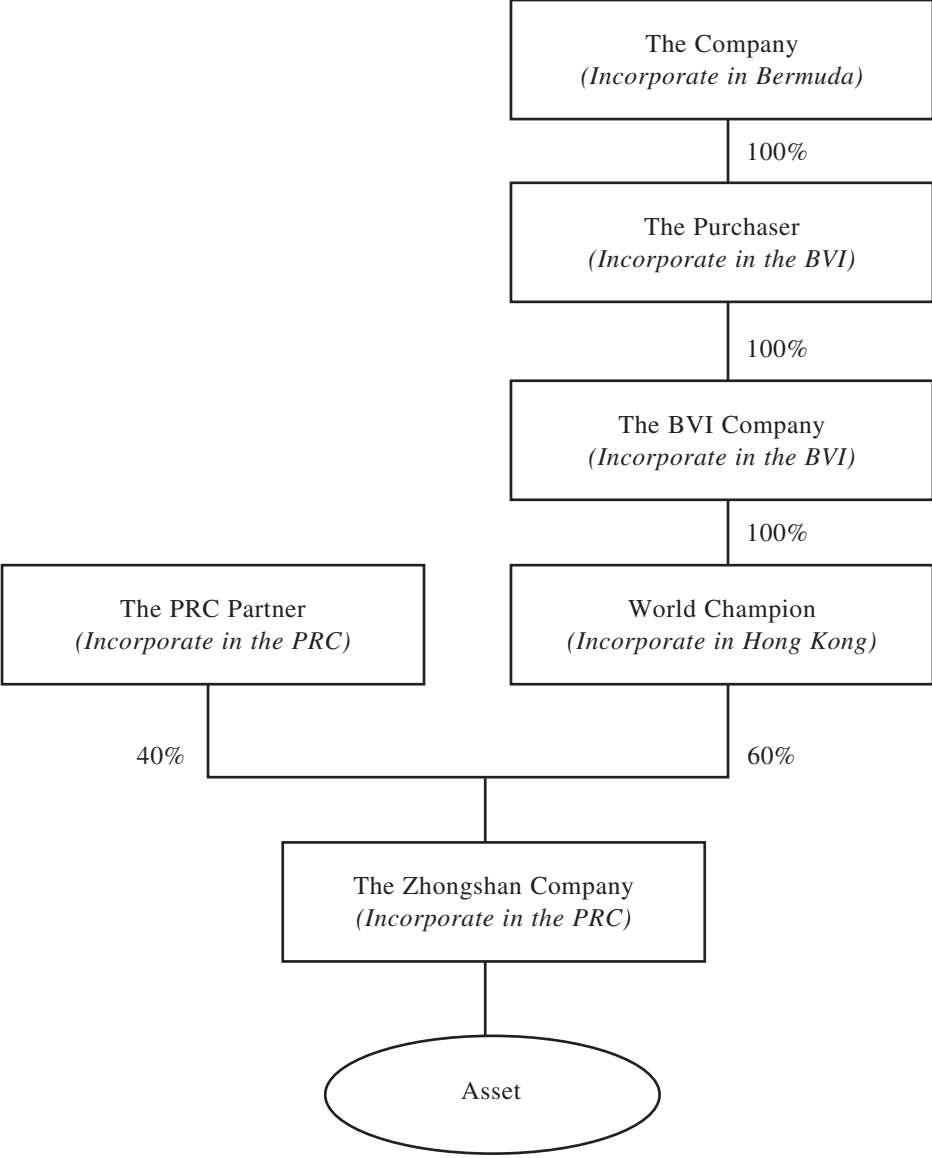 The Company
(Incorporate in Bermuda)
100%
The Purchaser
(Incorporate in the BVI)
100%
The BVI Company
(Incorporate in the BVI)
100%
The PRC Partner
(Incorporate in the PRC)
World Champion
(Incorporate in Hong Kong)
40%
60%
The Zhongshan Company
(Incorporate in the PRC)
Asset